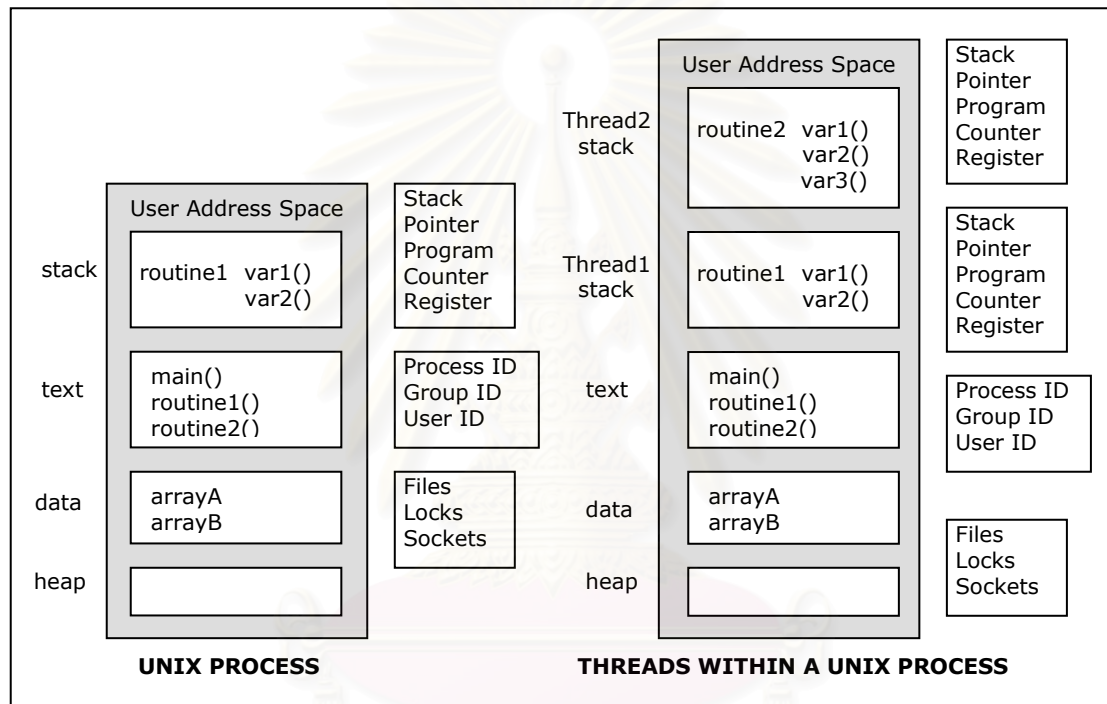 User Address Space
stack
routine1 var1()
var2()
text
main()
routine1()
routine2()
data
arrayA
arrayB
heap
Stack
Pointer
Program
Counter
Register
Process ID
Group ID
User ID
Files
Locks
Sockets
UNIX PROCESS
User Address Space
Thread2
stack
routine2 var1()
var2()
var3()
Thread1
stack
routine1 var1()
var2()
text
main()
routine1()
routine2()
data
arrayA
arrayB
heap
Stack
Pointer
Program
Counter
Register
Stack
Pointer
Program
Counter
Register
Process ID
Group ID
User ID
Files
Locks
Sockets
THREADS WITHIN A UNIX PROCESS